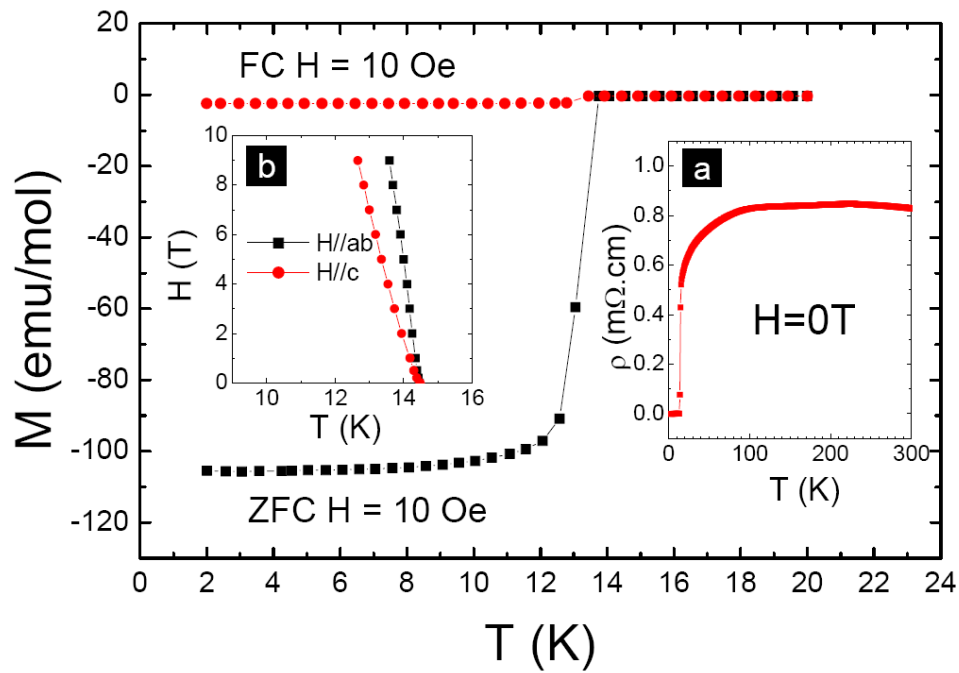 20
0
-20
-40
-60
-80
-100
-120
M (emu/mol)
0 2 4 6 8 10 12 14 16 18 20 22 24
T (K)
FC H = 10 Oe
ZFC H = 10 Oe
b
10
8
6
4
2
0
H (T)
H//ab
H//c
10 12 14 16
T (K)
a
1.0
0.8
0.6
0.4
0.2
0.0
ρ (mΩ.cm)
H=0T
0 100 200 300
T (K)